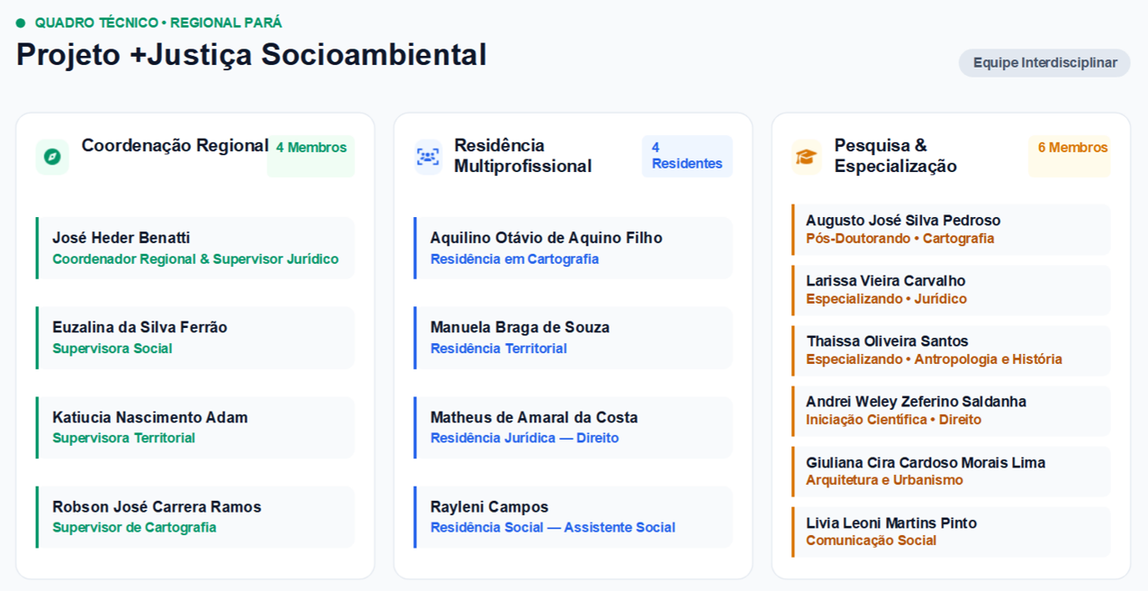 QUADRO TÉCNICO • REGIONAL PARÁ
Projeto +Justiça Socioambiental
Equipe Interdisciplinar
Coordenação Regional
4 Membros
José Heder Benatti
Coordenador Regional & Supervisor Jurídico
Euzalina da Silva Ferrão
Supervisora Social
Katiucia Nascimento Adam
Supervisora Territorial
Robson José Carrera Ramos
Supervisor de Cartografia
Residência
Multiprofissional
4
Residentes
Aquilino Otávio de Aquino Filho
Residência em Cartografia
Manuela Braga de Souza
Residência Territorial
Matheus de Amaral da Costa
Residência Jurídica — Direito
Rayleni Campos
Residência Social — Assistente Social
Pesquisa &
Especialização
6 Membros
Augusto José Silva Pedroso
Pós-Doutorando • Cartografia
Larissa Vieira Carvalho
Especializando • Jurídico
Thaissa Oliveira Santos
Especializando • Antropologia e História
Andrei Weley Zeferino Saldanha
Iniciação Científica • Direito
Giuliana Cira Cardoso Morais Lima
Arquitetura e Urbanismo
Livia Leoni Martins Pinto
Comunicação Social